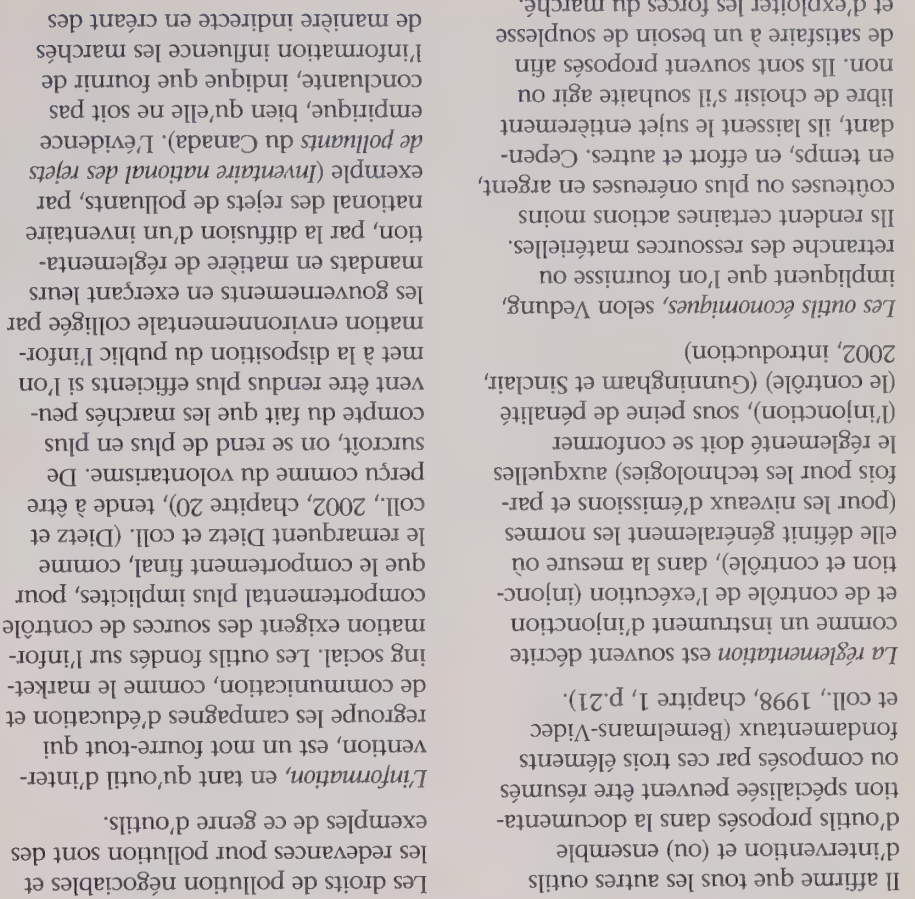 Il affirme que tous les autres outils
d'intervention et (ou) ensemble
d'outils proposés dans la documenta-
tion spécialisée peuvent être résumés
ou composés par ces trois éléments
fondamentaux (Bemelmans-Videc
et coll., 1998, chapitre 1, p.21).
La réglementation est souvent décrite
comme un instrument d'injonction
et de contrôle de l'exécution (injonc-
tion et contrôle), dans la mesure où
elle définit généralement les normes
(pour les niveaux d'émissions et par-
fois pour les technologies) auxquelles
le réglementé doit se conformer
(l'injonction), sous peine de pénalité
(le contrôle) (Gunningham et Sinclair,
2002, introduction)
Les outils économiques, selon Vedung,
impliquent que l'on fournisse ou
retranche des ressources matérielles.
Ils rendent certaines actions moins
coûteuses ou plus onéreuses en argent,
en temps, en effort et autres. Cepen-
dant, ils laissent le sujet entièrement
libre de choisir s'il souhaite agir ou
non. Ils sont souvent proposés afin
de satisfaire à un besoin de souplesse
et d'exploiter les forces du marché.
Les droits de pollution négociables et
les redevances pour pollution sont des
exemples de ce genre d'outils.
L'information, en tant qu'outil d'inter-
vention, est un mot fourre-tout qui
regroupe les campagnes d'éducation et
de communication, comme le market-
ing social. Les outils fondés sur l'infor-
mation exigent des sources de contrôle
comportemental plus implicites, pour
que le comportement final, comme
le remarquent Dietz et coll. (Dietz et
coll., 2002, chapitre 20), tende à être
perçu comme du volontarisme. De
surcroît, on se rend de plus en plus
compte du fait que les marchés peu-
vent être rendus plus efficients si l'on
met à la disposition du public l'infor-
mation environnementale colligée par
les gouvernements en exerçant leurs
mandats en matière de réglementa-
tion, par la diffusion d'un inventaire
national des rejets de polluants, par
exemple (Inventaire national des rejets
de polluants du Canada). L'évidence
empirique, bien qu'elle ne soit pas
concluante, indique que fournir de
l'information influence les marchés
de manière indirecte en créant des